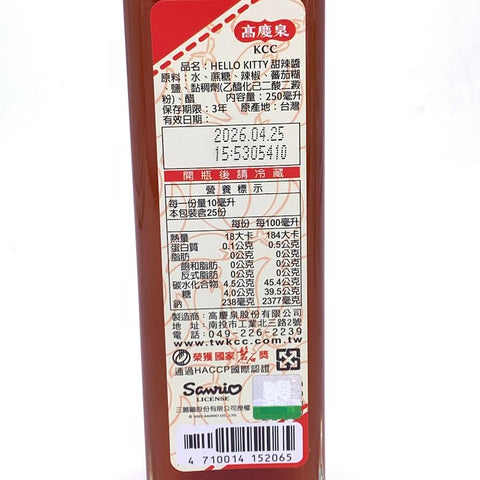 高慶泉
KCC
品名：HELLO KITTY 甜辣醬
原料：水、蔗糖、辣椒、蕃茄糊
鹽、黏稠劑(乙醯化己二酸二澱
粉)、醋 內容量：250毫升
保存期限：3年 原產地：台灣
有效日期：
2026.04.25
15:5305410
開瓶後請冷藏
營養標示
每一份量10毫升
本包裝含25份
每份 每100毫升
熱量 18大卡 184大卡
蛋白質 0.1公克 0.5公克
脂肪 0公克 0公克
飽和脂肪 0公克 0公克
反式脂肪 0公克 0公克
碳水化合物 4.5公克 45.4公克
糖 4.0公克 39.5公克
鈉 238毫克 2377毫克
製造商：高慶泉股份有限公司
地址：南投市工業北三路2號
電話：049-226-2239
www.twkcc.com.tw
榮獲國家獎
通過HACCP國際認證
Sanrio
LICENSE
三麗鷗股份有限公司授權
4 710014 152065